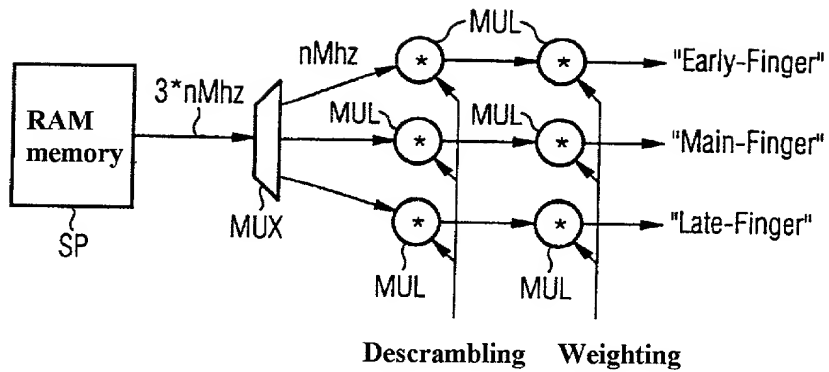 MUL
nMhz
* * "Early-Finger"
3*nMhz
RAM
memory
MUL MUL
* * "Main-Finger"
SP
MUX
* * "Late-Finger"
MUL MUL
Descrambling Weighting